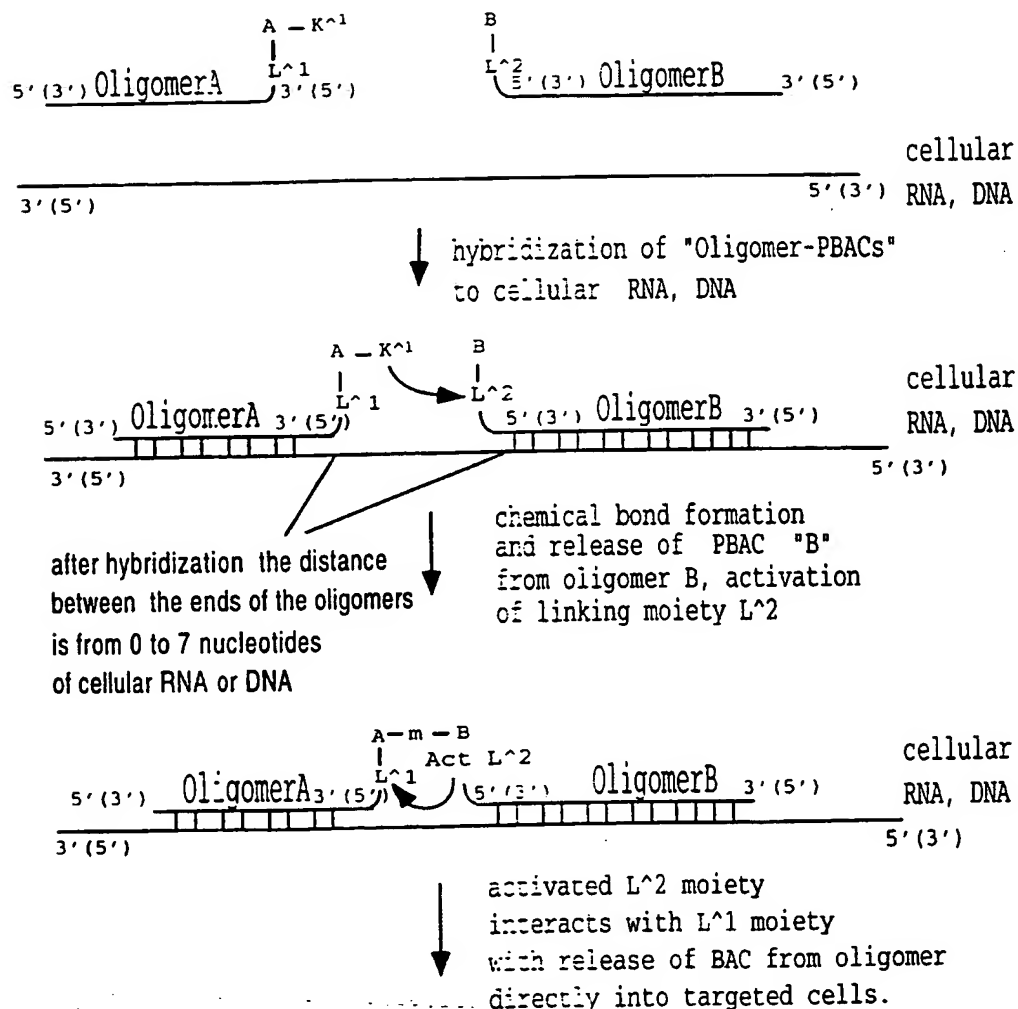 A — K^1
B
L^1
L^2
5'(3') OligomerA 3'(5')
5'(3') OligomerB 3'(5')
cellular
RNA, DNA
3'(5')
5'(3')
hybridization of "Oligomer-PBACs"
to cellular RNA, DNA
A — K^1
B
L^1
L^2
cellular
RNA, DNA
5'(3') OligomerA 3'(5')
5'(3') OligomerB 3'(5')
3'(5')
5'(3')
chemical bond formation
and release of PBAC "B"
from oligomer B, activation
of linking moiety L^2
after hybridization the distance
between the ends of the oligomers
is from 0 to 7 nucleotides
of cellular RNA or DNA
A—m—B
L^1 Act L^2
cellular
RNA, DNA
5'(3') OligomerA 3'(5')
5'(3') OligomerB 3'(5')
3'(5')
5'(3')
activated L^2 moiety
interacts with L^1 moiety
with release of BAC from oligomer
directly into targeted cells.